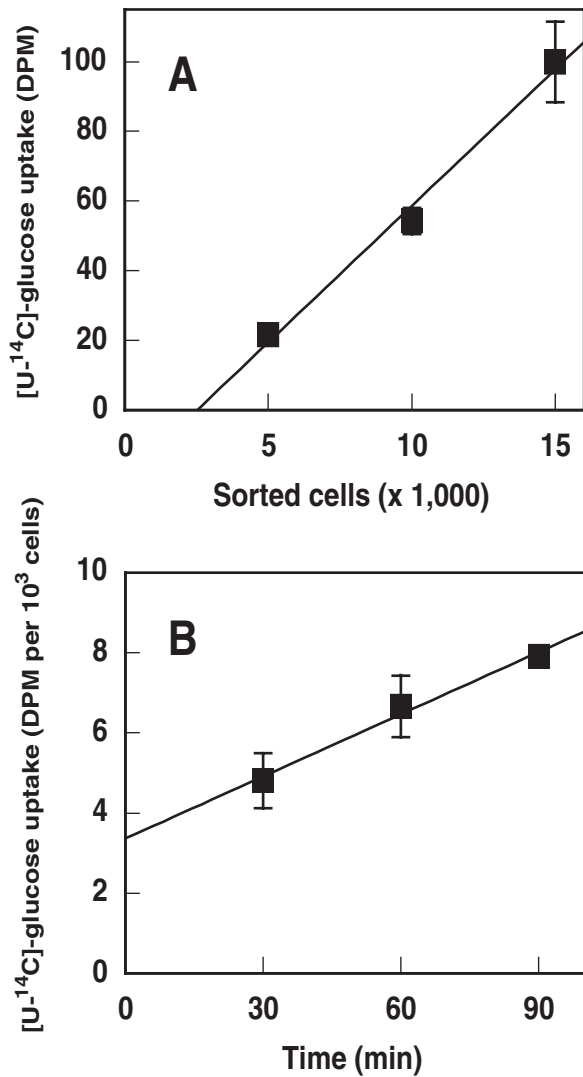 [U-¹⁴C]-glucose uptake (DPM)
A
100
80
60
40
20
0
0 5 10 15
Sorted cells (x 1,000)
[U-¹⁴C]-glucose uptake (DPM per 10³ cells)
B
10
8
6
4
2
0
0 30 60 90
Time (min)